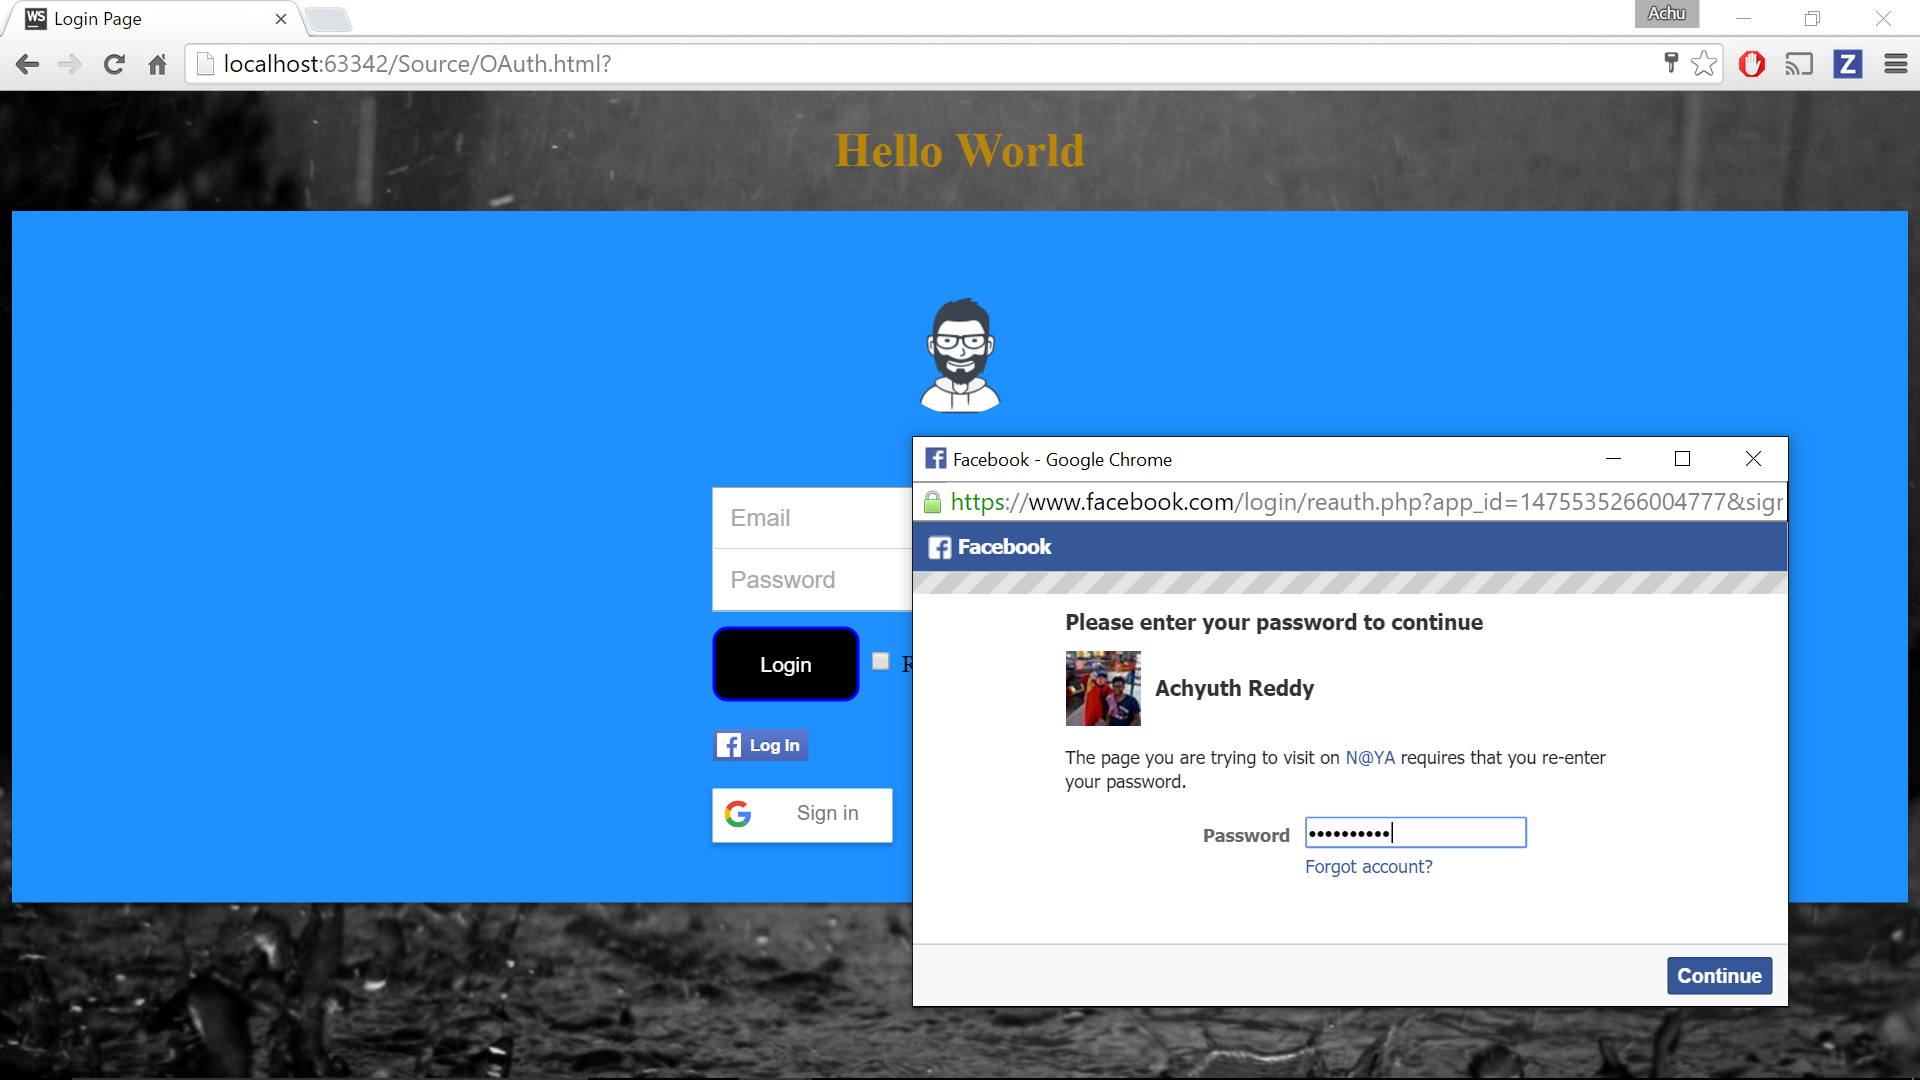 WS Login Page
Achu
localhost:63342/Source/OAuth.html?
Z
Hello World
Email
Password
Login
R
Log In
G Sign in
Facebook - Google Chrome
https://www.facebook.com/login/reauth.php?app_id=1475535266004777&sigr
Facebook
Please enter your password to continue
Achyuth Reddy
The page you are trying to visit on N@YA requires that you re-enter
your password.
Password ••••••••••
Forgot account?
Continue